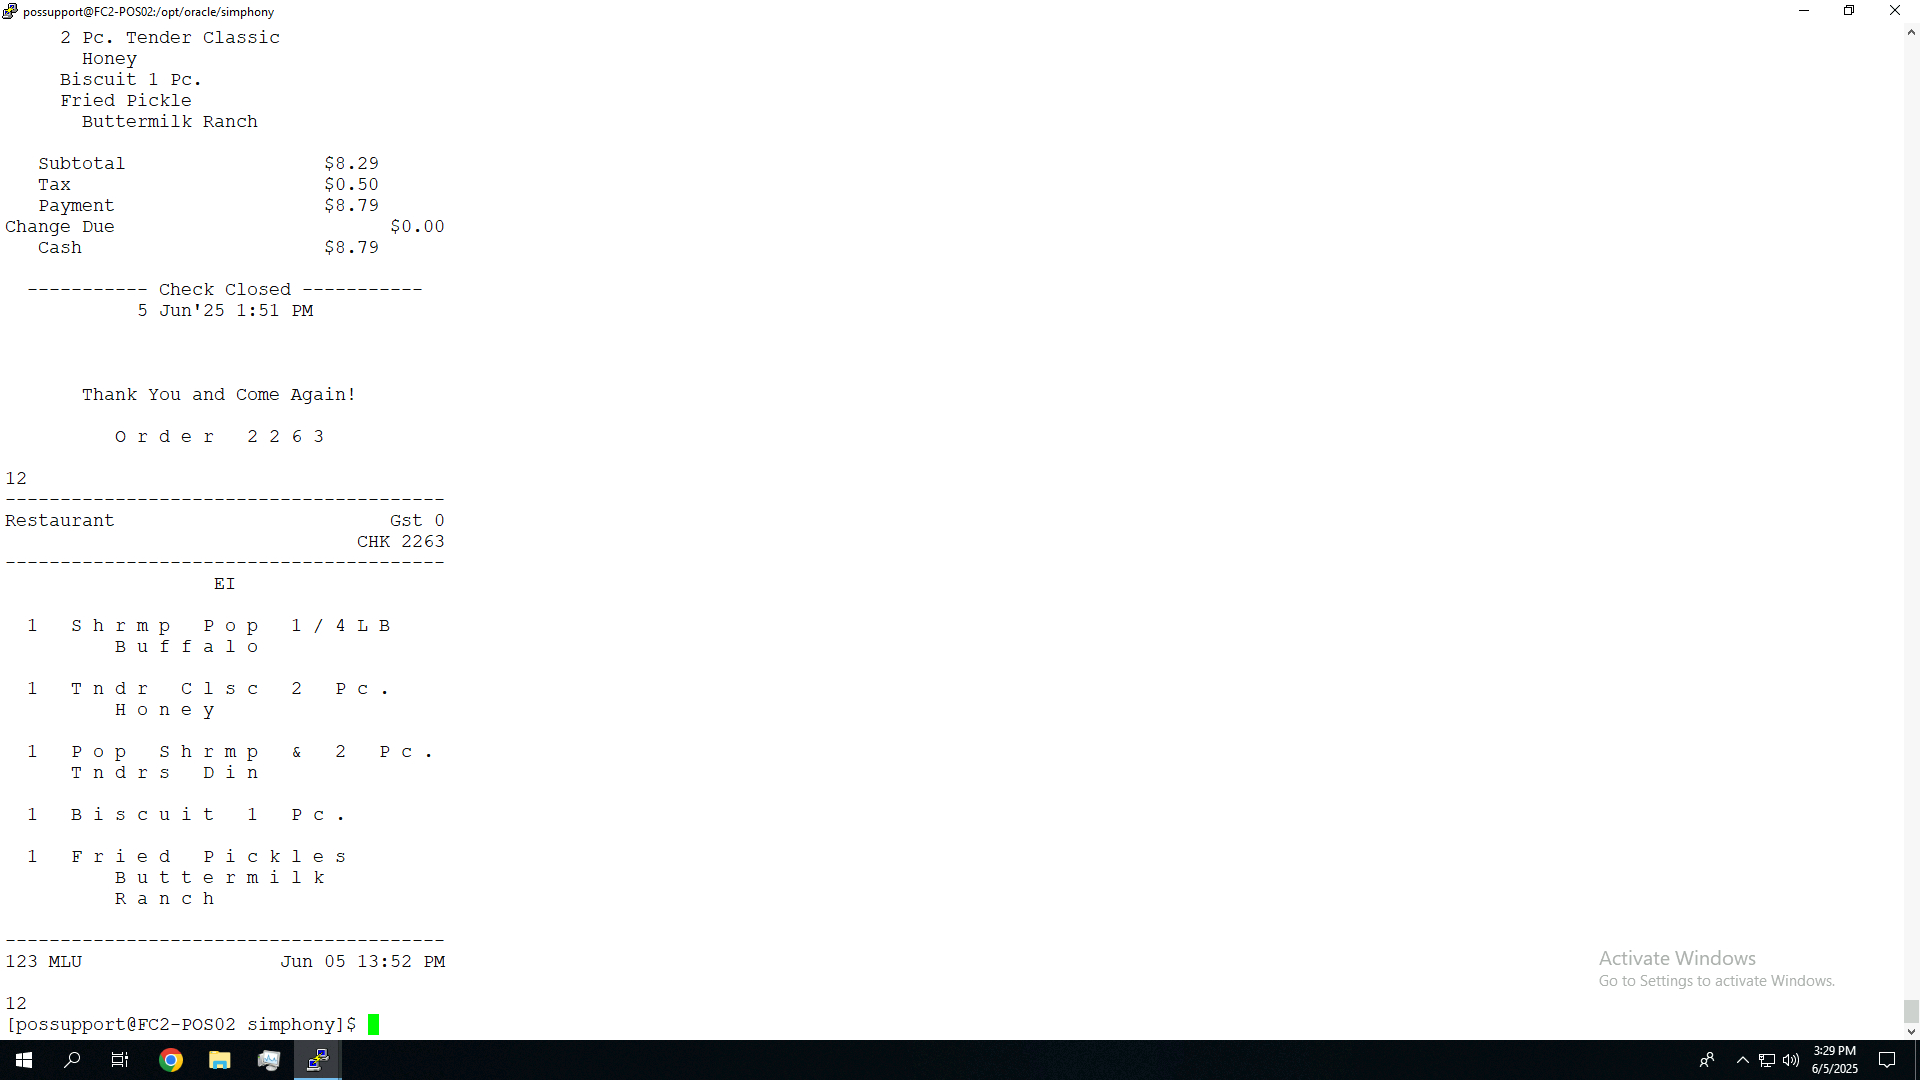 possupport@FC2-POS02:/opt/oracle/simphony
2 Pc. Tender Classic
Honey
Biscuit 1 Pc.
Fried Pickle
Buttermilk Ranch
Subtotal $8.29
Tax $0.50
Payment $8.79
Change Due $0.00
Cash $8.79
----------- Check Closed -----------
5 Jun'25 1:51 PM
Thank You and Come Again!
O r d e r  2 2 6 3
12
----------------------------------------
Restaurant Gst 0
CHK 2263
----------------------------------------
EI
1 S h r m p  P o p  1 / 4 L B
B u f f a l o
1 T n d r  C l s c  2  P c .
H o n e y
1 P o p  S h r m p  &  2  P c .
T n d r s  D i n
1 B i s c u i t  1  P c .
1 F r i e d  P i c k l e s
B u t t e r m i l k
R a n c h
----------------------------------------
123 MLU Jun 05 13:52 PM
12
[possupport@FC2-POS02 simphony]$
Activate Windows
Go to Settings to activate Windows.
3:29 PM
6/5/2025